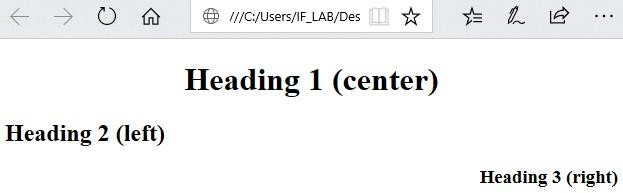 ///C:/Users/IF_LAB/Des
Heading 1 (center)
Heading 2 (left)
Heading 3 (right)